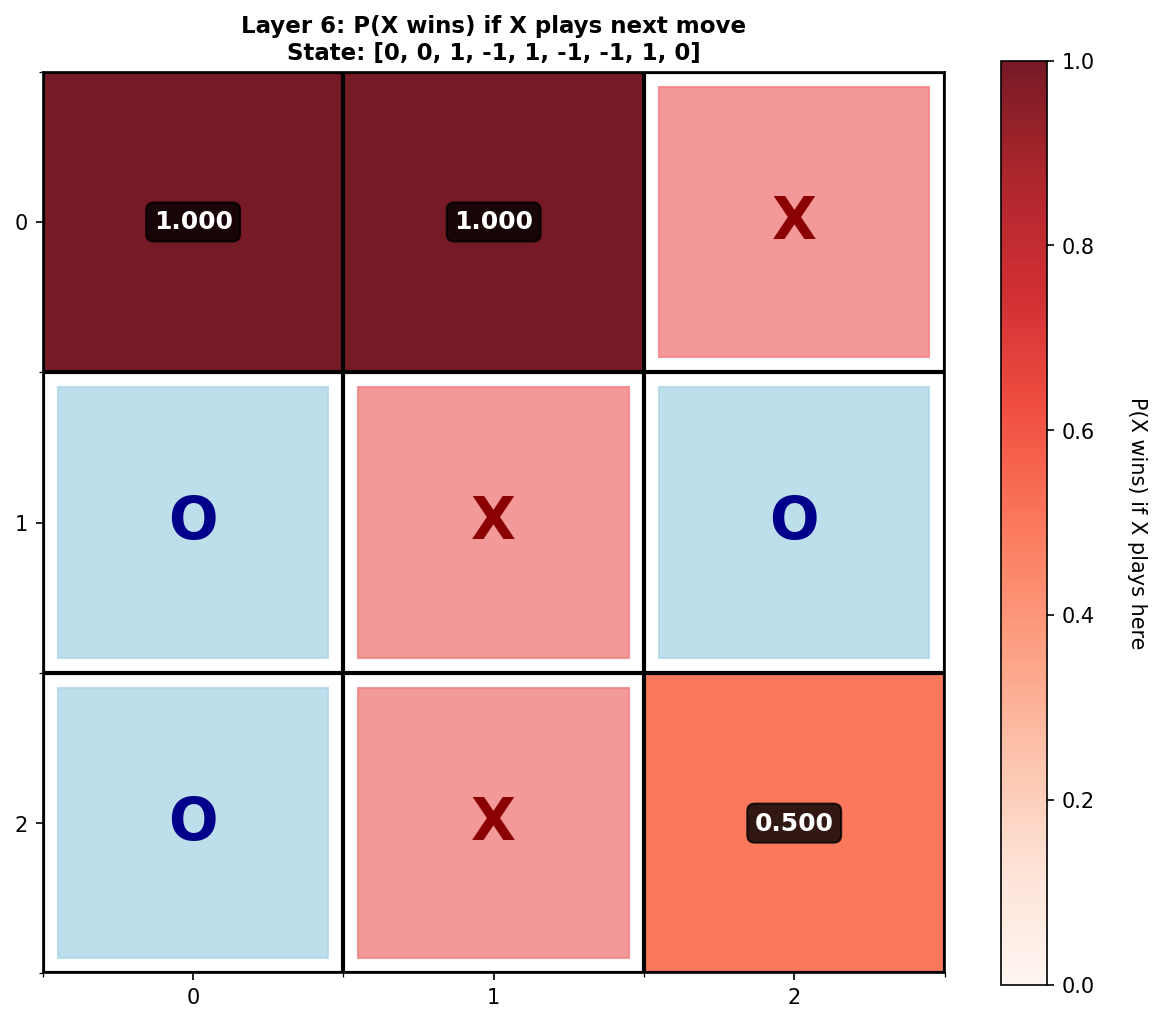 Layer 6: P(X wins) if X plays next move
State: [0, 0, 1, -1, 1, -1, -1, 1, 0]
0
1.000
1.000
X
1
O
X
O
2
O
X
0.500
0
1
2
1.0
0.8
0.6
0.4
0.2
0.0
P(X wins) if X plays here